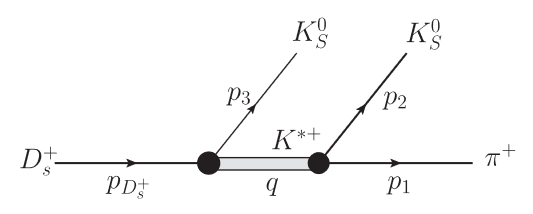 K_S^0 K_S^0
p_3 p_2
K^{*+}
D_s^+ π^+
p_{D_s^+} q p_1